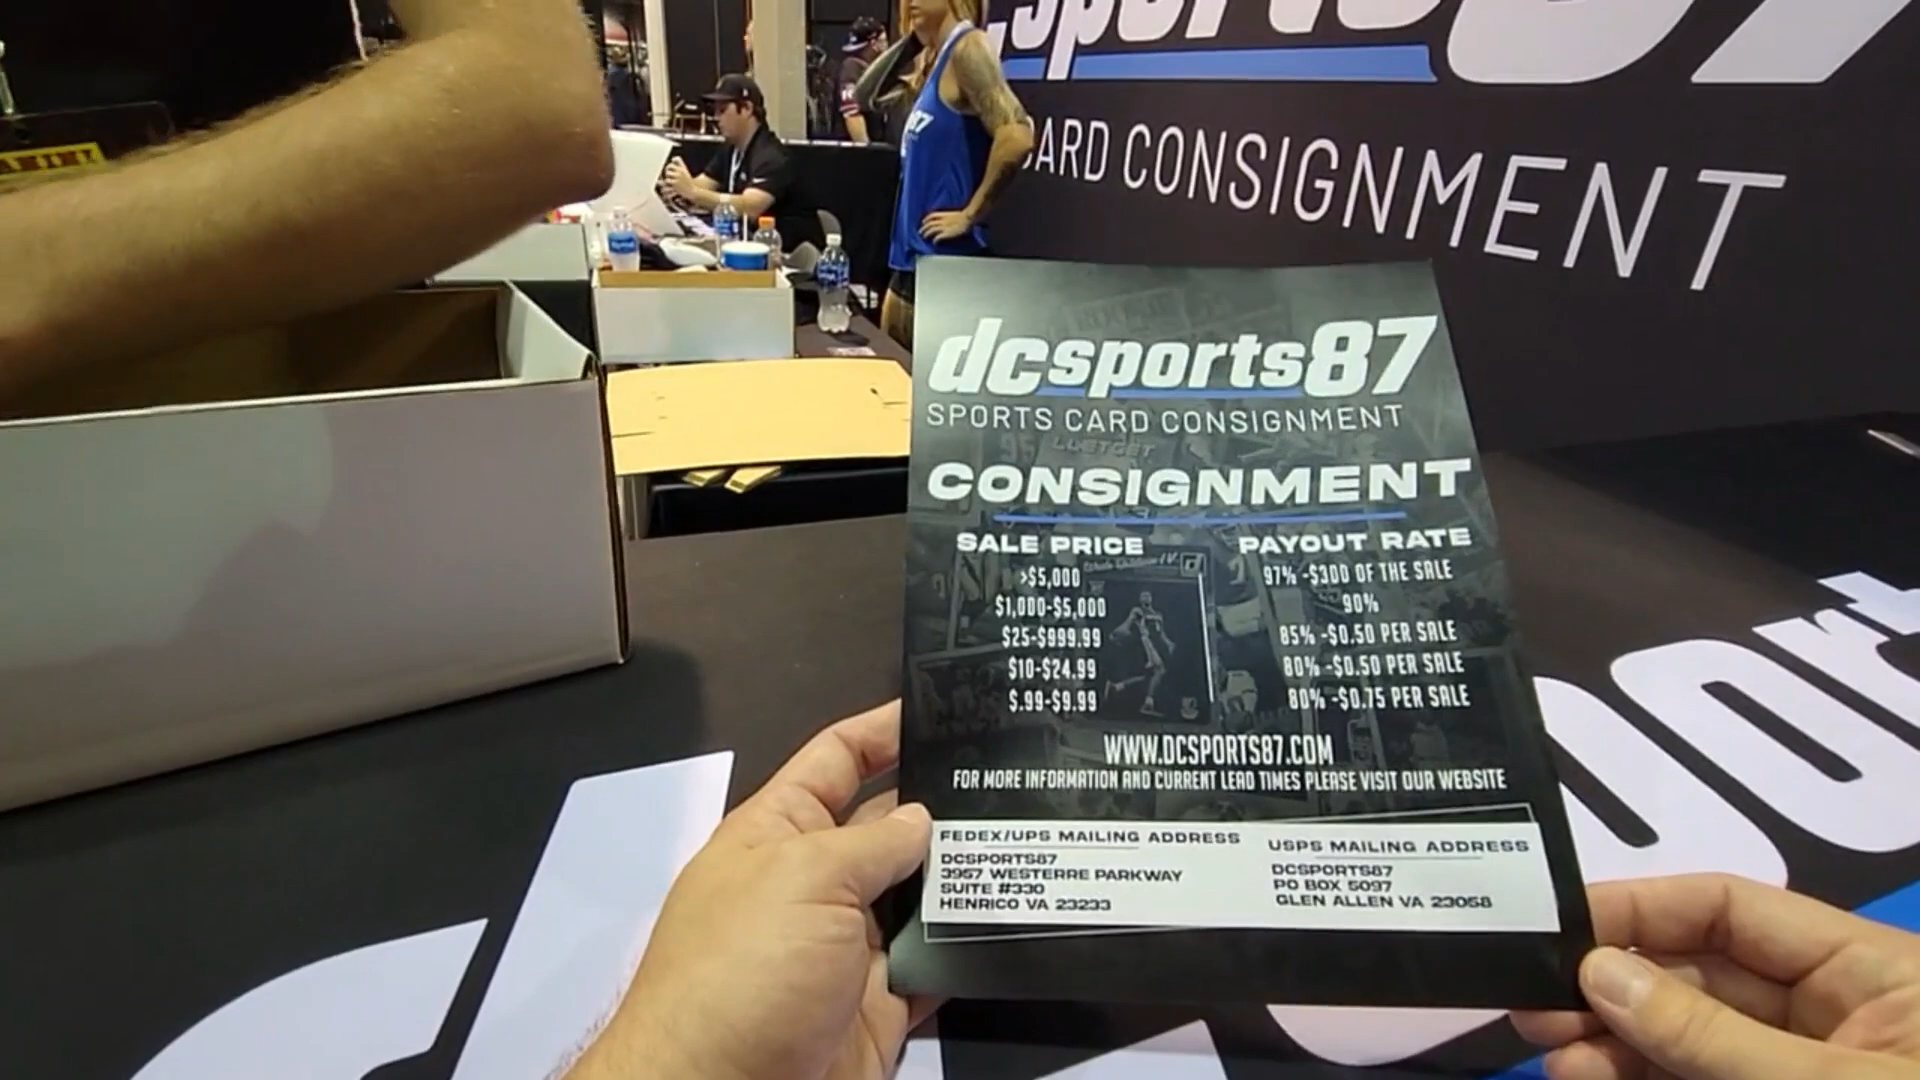 sports87
CARD CONSIGNMENT
dcsports87
SPORTS CARD CONSIGNMENT
CONSIGNMENT
SALE PRICE PAYOUT RATE
>$5,000 97% -$300 OF THE SALE
$1,000-$5,000 90%
$25-$999.99 85% -$0.50 PER SALE
$10-$24.99 80% -$0.50 PER SALE
$.99-$9.99 80% -$0.75 PER SALE
WWW.DCSPORTS87.COM
FOR MORE INFORMATION AND CURRENT LEAD TIMES PLEASE VISIT OUR WEBSITE
FEDEX/UPS MAILING ADDRESS
DCSPORTS87
3957 WESTERRE PARKWAY
SUITE #330
HENRICO VA 23233
USPS MAILING ADDRESS
DCSPORTS87
PO BOX 5097
GLEN ALLEN VA 23058